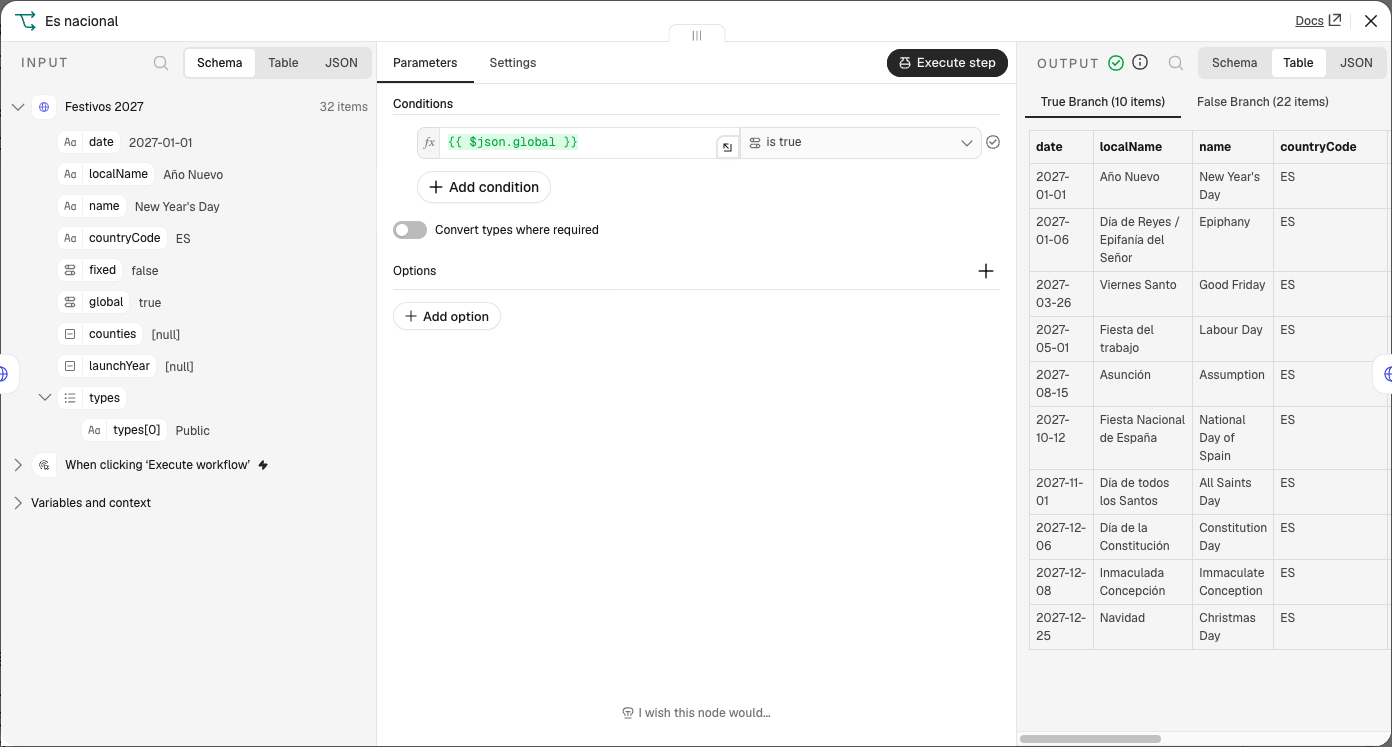 Es nacional
Docs
INPUT
Schema
Table
JSON
Festivos 2027
32 items
Aa date 2027-01-01
Aa localName Año Nuevo
Aa name New Year's Day
Aa countryCode ES
fixed false
global true
counties [null]
launchYear [null]
types
Aa types[0] Public
When clicking ‘Execute workflow’
Variables and context
Parameters
Settings
Execute step
Conditions
fx {{ $json.global }}
is true
Add condition
Convert types where required
Options
Add option
I wish this node would...
OUTPUT
Schema
Table
JSON
True Branch (10 items)
False Branch (22 items)
date localName name countryCode
2027-
01-01
Año Nuevo
New Year's
Day
ES
2027-
01-06
Día de Reyes /
Epifanía del
Señor
Epiphany
ES
2027-
03-26
Viernes Santo
Good Friday
ES
2027-
05-01
Fiesta del
trabajo
Labour Day
ES
2027-
08-15
Asunción
Assumption
ES
2027-
10-12
Fiesta Nacional
de España
National
Day of
Spain
ES
2027-11-
01
Día de todos
los Santos
All Saints
Day
ES
2027-12-
06
Día de la
Constitución
Constitution
Day
ES
2027-12-
08
Inmaculada
Concepción
Immaculate
Conception
ES
2027-12-
25
Navidad
Christmas
Day
ES